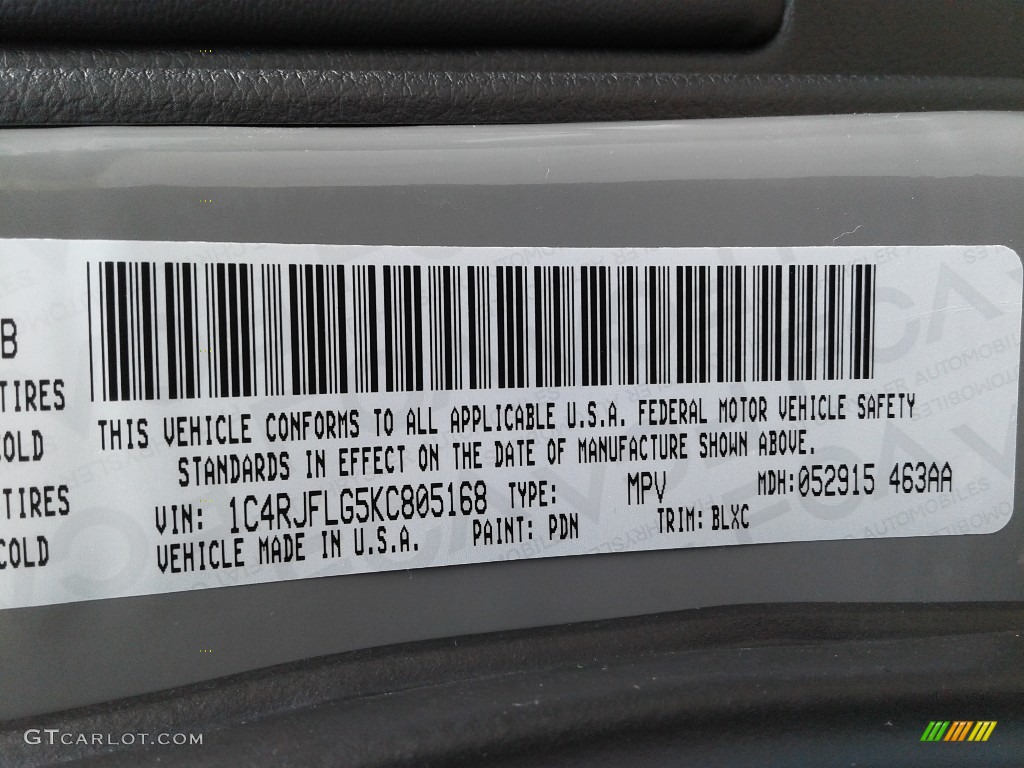 B
TIRES
COLD
TIRES
COLD
THIS VEHICLE CONFORMS TO ALL APPLICABLE U.S.A. FEDERAL MOTOR VEHICLE SAFETY
STANDARDS IN EFFECT ON THE DATE OF MANUFACTURE SHOWN ABOVE.
VIN: 1C4RJFLG5KC805168 TYPE: MPV MDH:052915 463AA
VEHICLE MADE IN U.S.A. PAINT: PDN TRIM: BLXC
GTCARLOT.COM